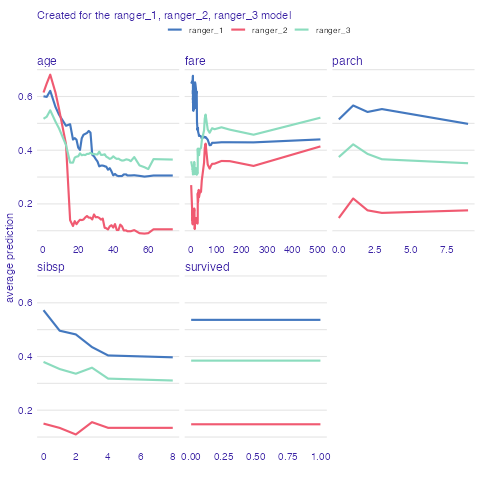 Created for the ranger_1, ranger_2, ranger_3 model
ranger_1 ranger_2 ranger_3
age fare parch
0.6
0.4
0.2
0 20 40 60 0 100 200 300 400 500 0.0 2.5 5.0 7.5
average prediction
sibsp survived
0.6
0.4
0.2
0 2 4 6 8 0.00 0.25 0.50 0.75 1.00